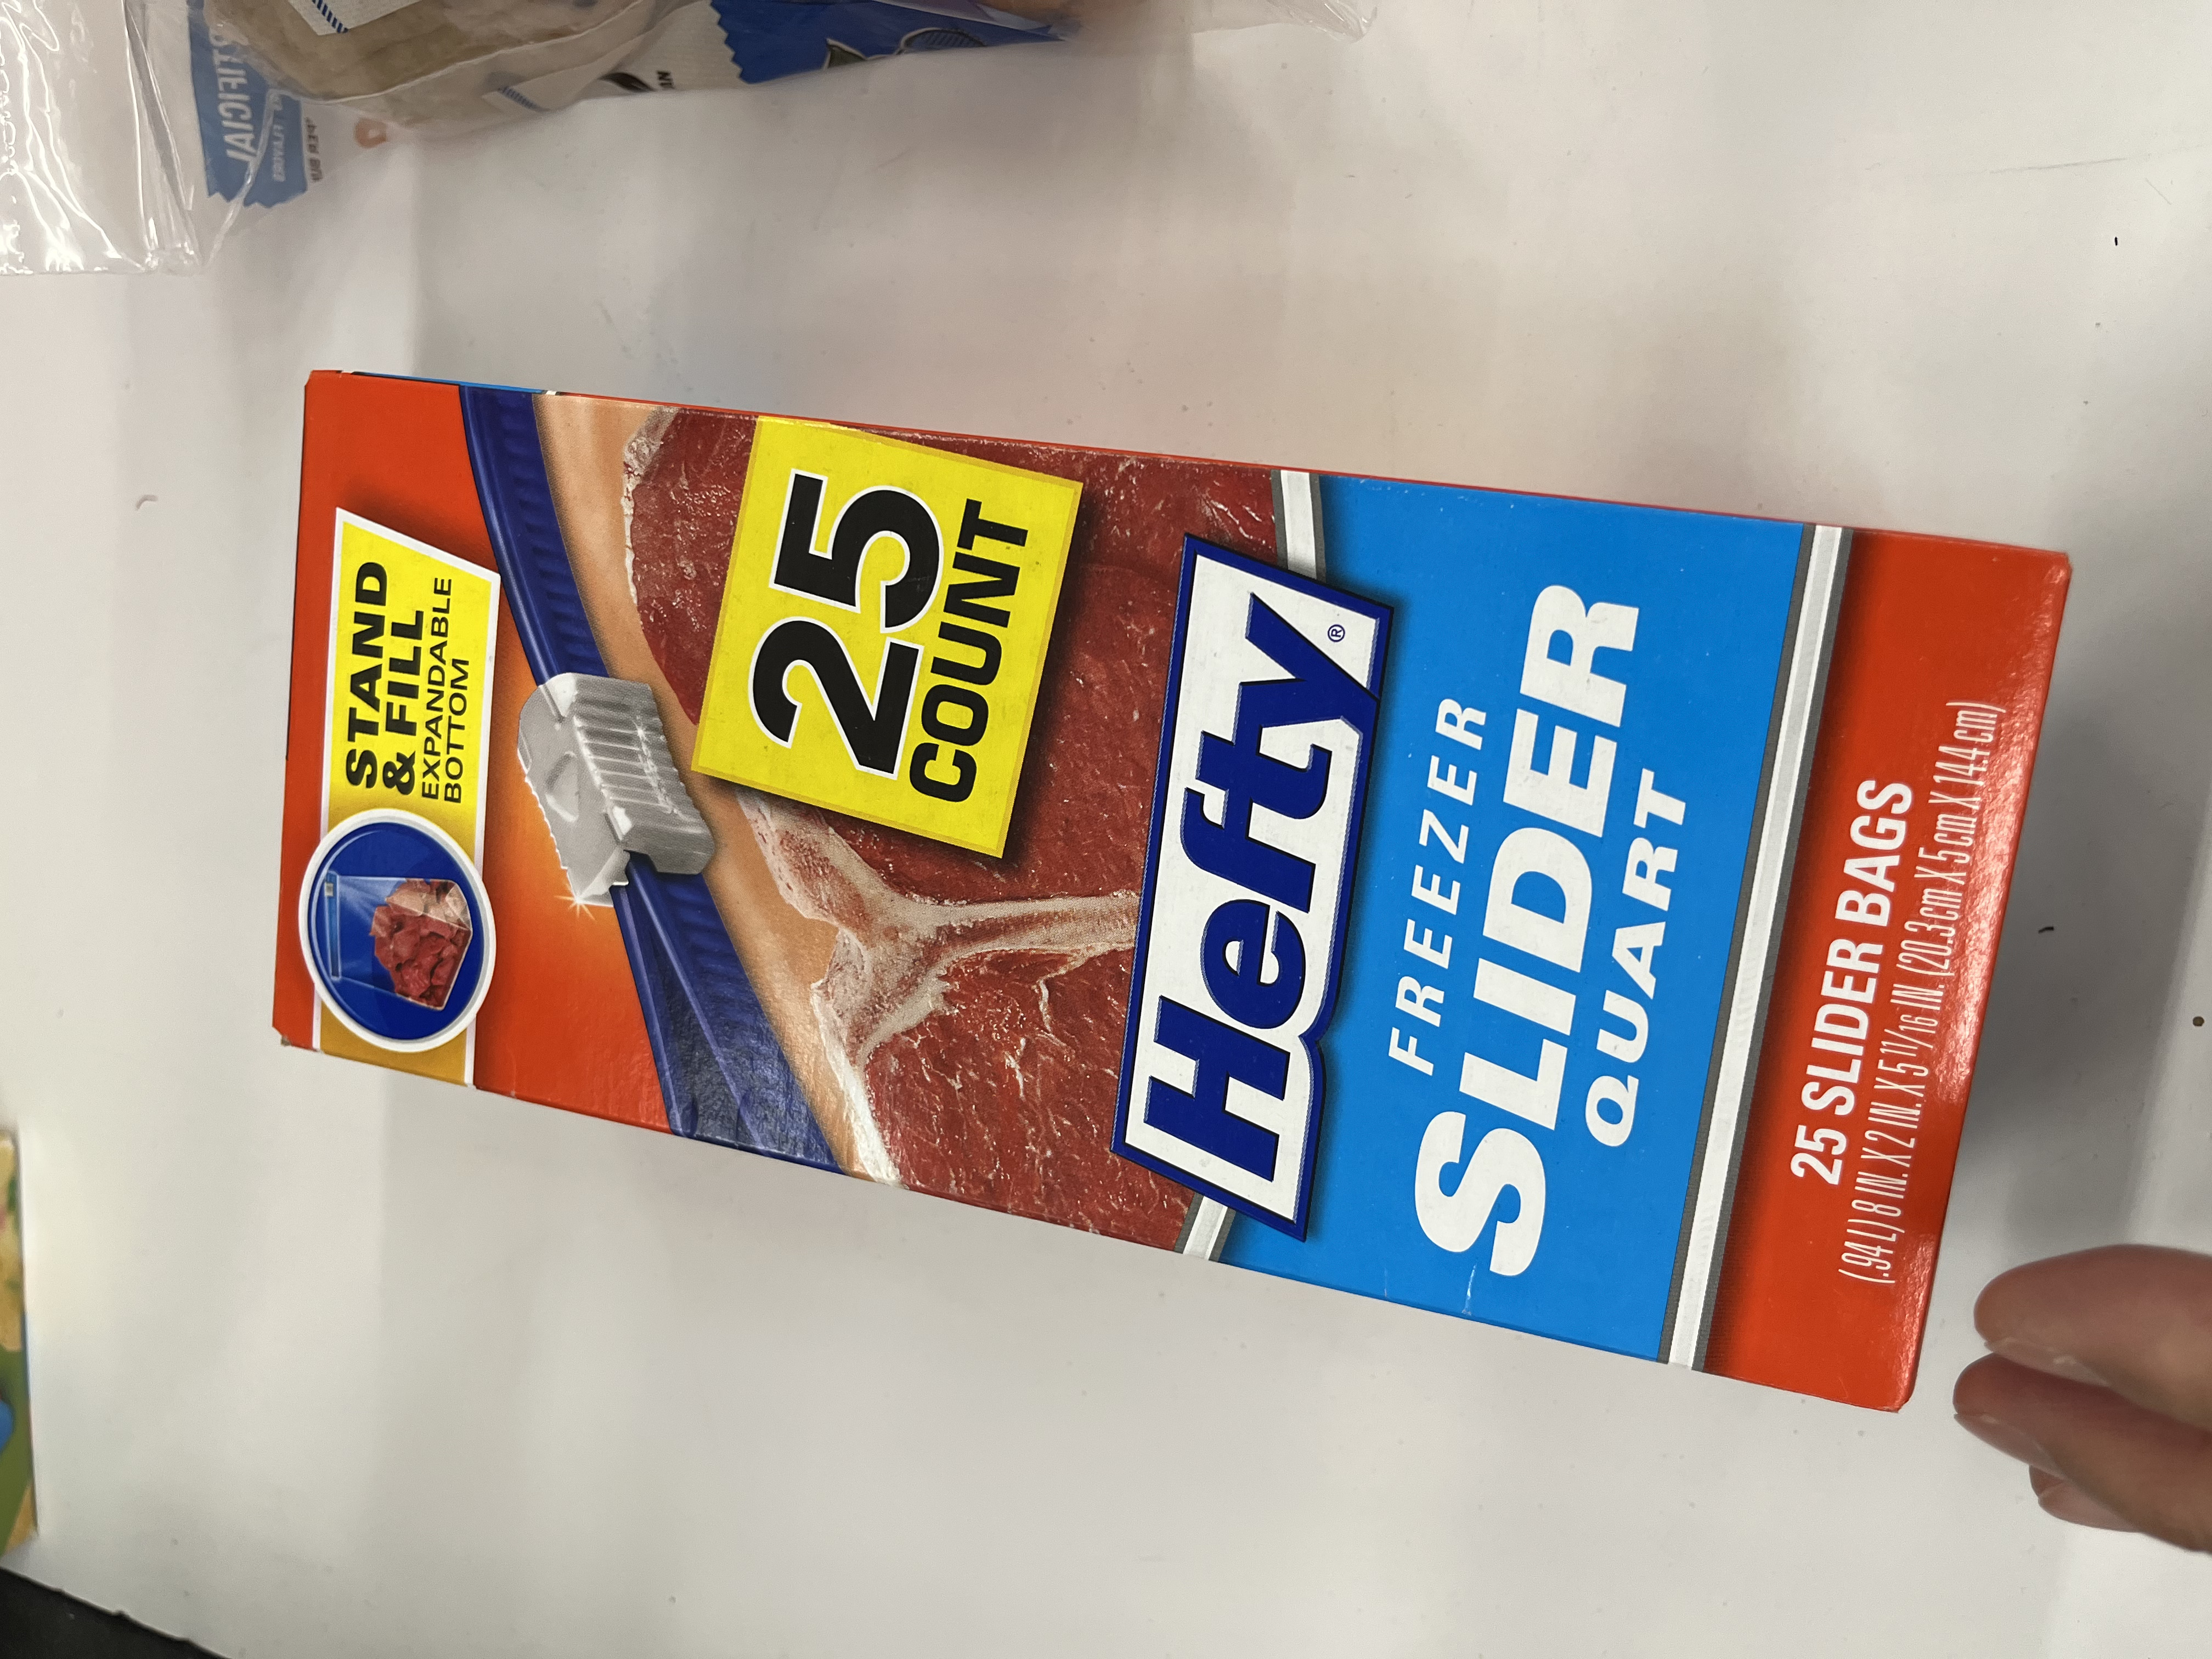 STAND
& FILL
EXPANDABLE
BOTTOM
25
COUNT
Hefty®
FREEZER
SLIDER
QUART
25 SLIDER BAGS
(.94 L) 8 IN. X 2 IN. X 5 11/16 IN. (20.3 cm X 5 cm X 14.4 cm)
FLAVORS